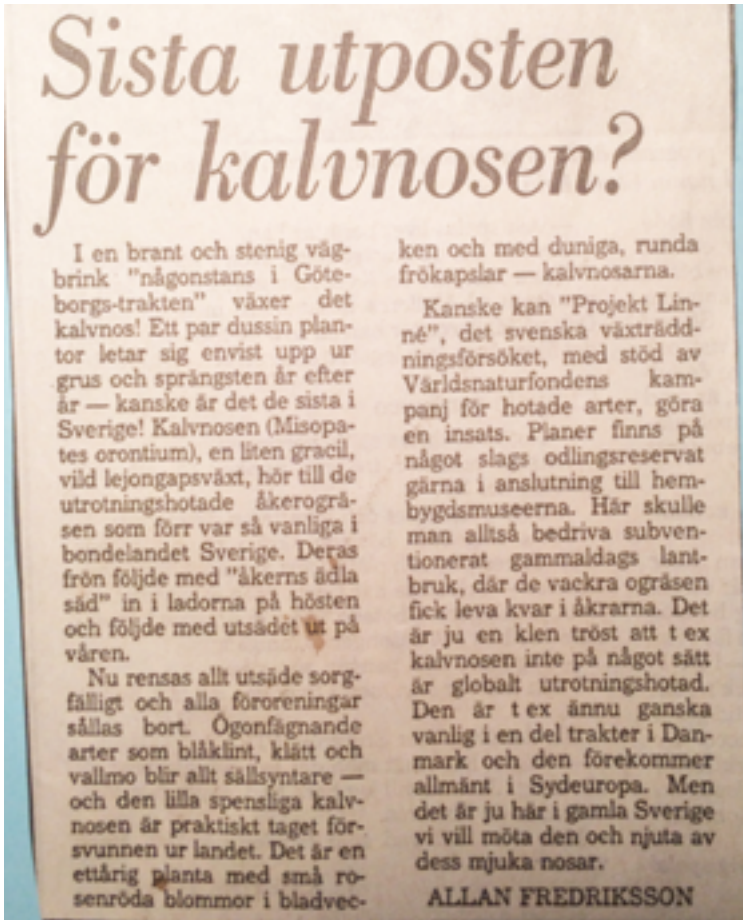 Sista utposten
för kalvnosen?
I en brant och stenig väg-
brink "någonstans i Göte-
borgs-trakten" växer det
kalvnos! Ett par dussin plan-
tor letar sig envist upp ur
grus och sprängsten år efter
år — kanske är det de sista i
Sverige! Kalvnosen (Misopa-
tes orontium), en liten gracil,
vild lejongapsväxt, hör till de
utrotningshotade åkerogrä-
sen som förr var så vanliga i
bondelandet Sverige. Deras
frön följde med "åkerns ädla
säd" in i ladorna på hösten
och följde med utsädet ut på
våren.
Nu rensas allt utsäde sorg-
fälligt och alla föroreningar
sållas bort. Ögonfägnande
arter som blåklint, klätt och
vallmo blir allt sällsyntare —
och den lilla spensliga kalv-
nosen är praktiskt taget för-
svunnen ur landet. Det är en
ettårig planta med små ro-
senröda blommor i bladvec-
ken och med duniga, runda
frökapslar — kalvnosarna.
Kanske kan "Projekt Lin-
né", det svenska växträdd-
ningsförsöket, med stöd av
Världsnaturfondens kam-
panj för hotade arter, göra
en insats. Planer finns på
något slags odlingsreservat
gärna i anslutning till hem-
bygdsmuseerna. Här skulle
man alltså bedriva subven-
tionerat gammaldags lant-
bruk, där de vackra ogräsen
fick leva kvar i åkrarna. Det
är ju en klen tröst att t ex
kalvnosen inte på något sätt
är globalt utrotningshotad.
Den är t ex ännu ganska
vanlig i en del trakter i Dan-
mark och den förekommer
allmänt i Sydeuropa. Men
det är ju här i gamla Sverige
vi vill möta den och njuta av
dess mjuka nosar.
ALLAN FREDRIKSSON